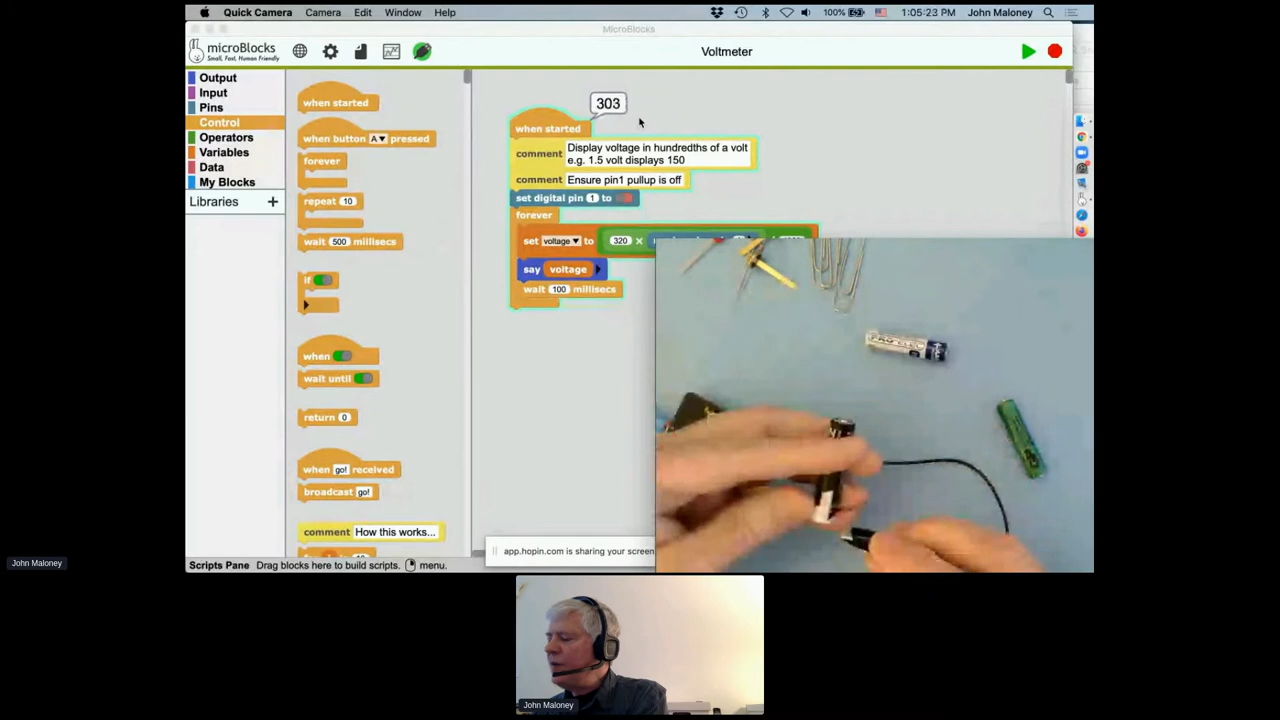 Quick Camera Camera Edit Window Help 100% 1:05:23 PM John Maloney
MicroBlocks
microBlocks
Small, Fast, Human Friendly
Voltmeter
Output
Input
Pins
Control
Operators
Variables
Data
My Blocks
Libraries +
when started
when button A pressed
forever
repeat 10
wait 500 millisecs
if
when
wait until
return 0
when go! received
broadcast go!
comment How this works...
303
when started
comment Display voltage in hundredths of a volt
e.g. 1.5 volt displays 150
comment Ensure pin1 pullup is off
set digital pin 1 to
forever
set voltage to 320 ×
say voltage
wait 100 millisecs
app.hopin.com is sharing your screen
Scripts Pane Drag blocks here to build scripts. menu.
John Maloney
John Maloney